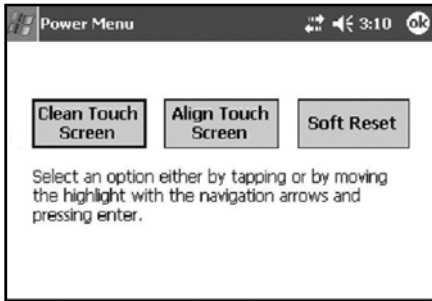 Power Menu 3:10 ok
Clean Touch Screen
Align Touch Screen
Soft Reset
Select an option either by tapping or by moving
the highlight with the navigation arrows and
pressing enter.